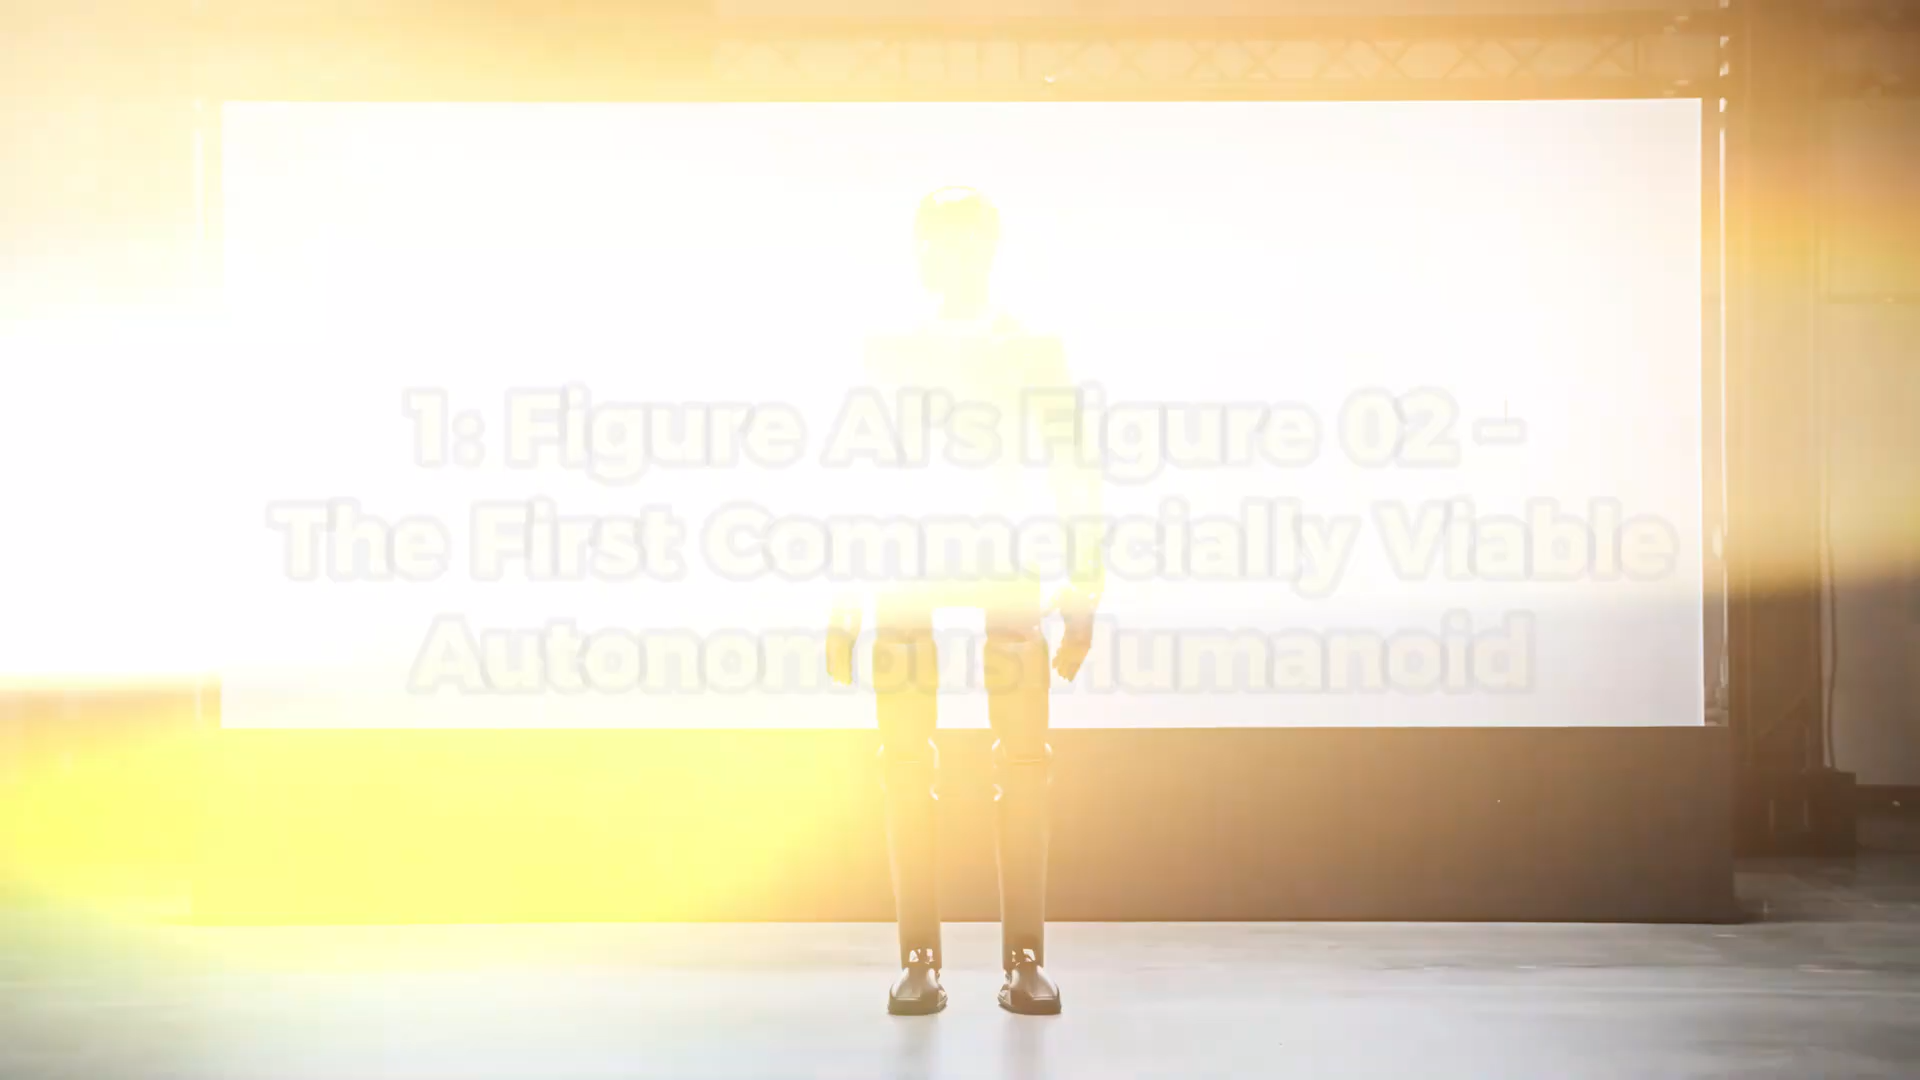 1: Figure AI's Figure 02 –
The First Commercially Viable
Autonomous Humanoid